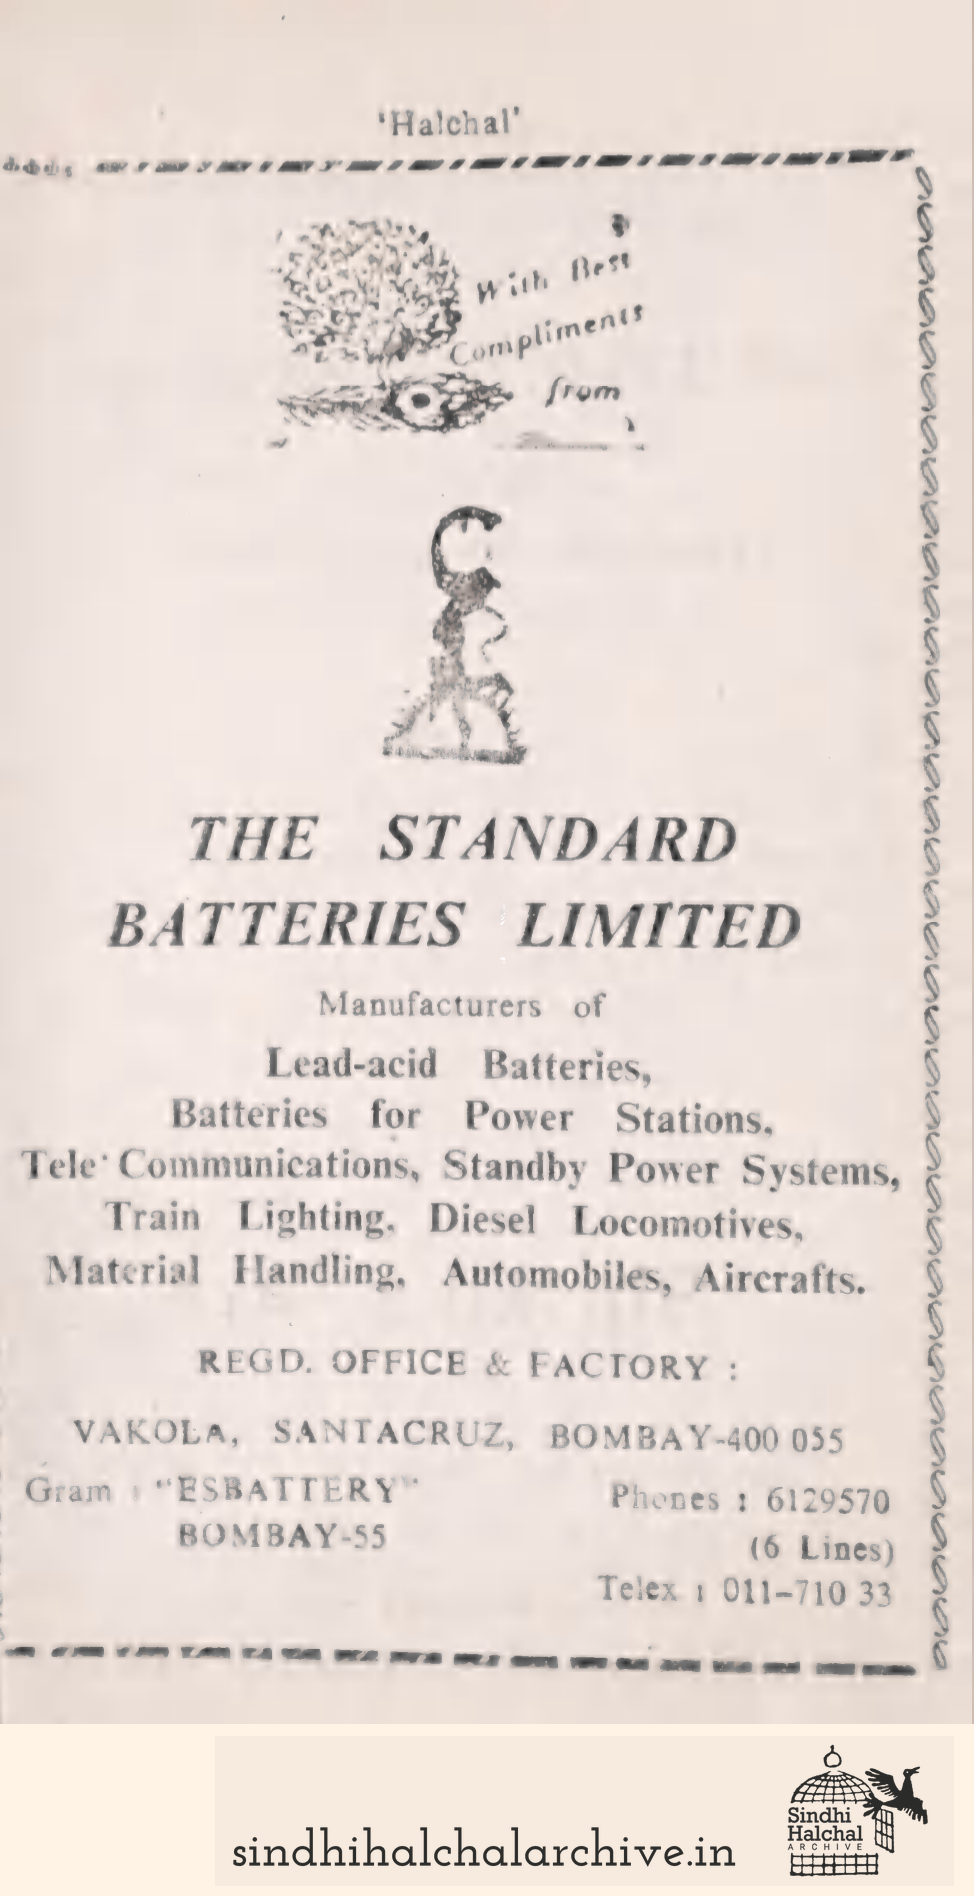 'Halchal'
With Best
Compliments
from
THE STANDARD
BATTERIES LIMITED
Manufacturers of
Lead-acid Batteries,
Batteries for Power Stations,
Tele Communications, Standby Power Systems,
Train Lighting, Diesel Locomotives,
Material Handling, Automobiles, Aircrafts.
REGD. OFFICE & FACTORY :
VAKOLA, SANTACRUZ, BOMBAY-400 055
Gram : "ESBATTERY"
BOMBAY-55
Phones : 6129570
(6 Lines)
Telex : 011-710 33
sindhihalchalarchive.in
Sindhi
Halchal
ARCHIVE